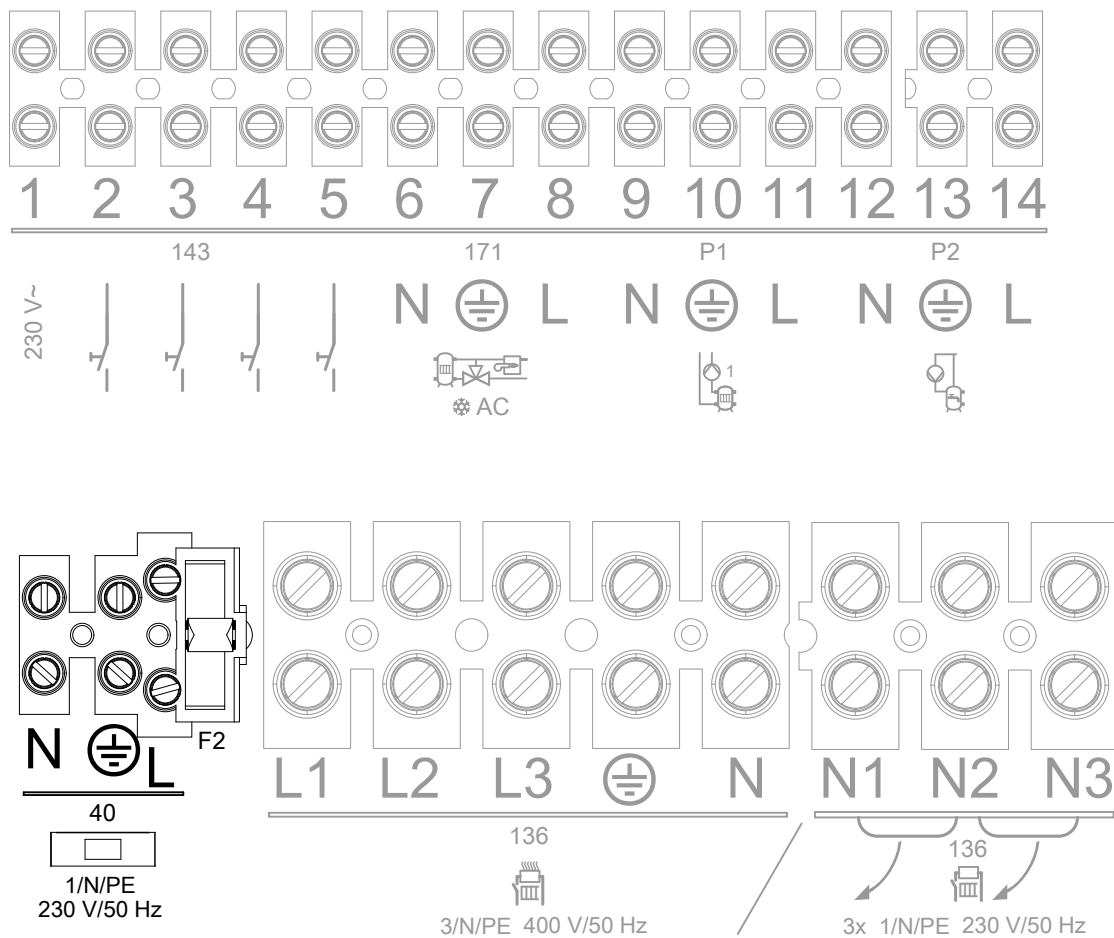 1 2 3 4 5 6 7 8 9 10 11 12 13 14
143 171 P1 P2
230 V~ N L N L N L
AC 1
F2
N L L1 L2 L3 N N1 N2 N3
40 136 136
1/N/PE
230 V/50 Hz
3/N/PE 400 V/50 Hz 3x 1/N/PE 230 V/50 Hz